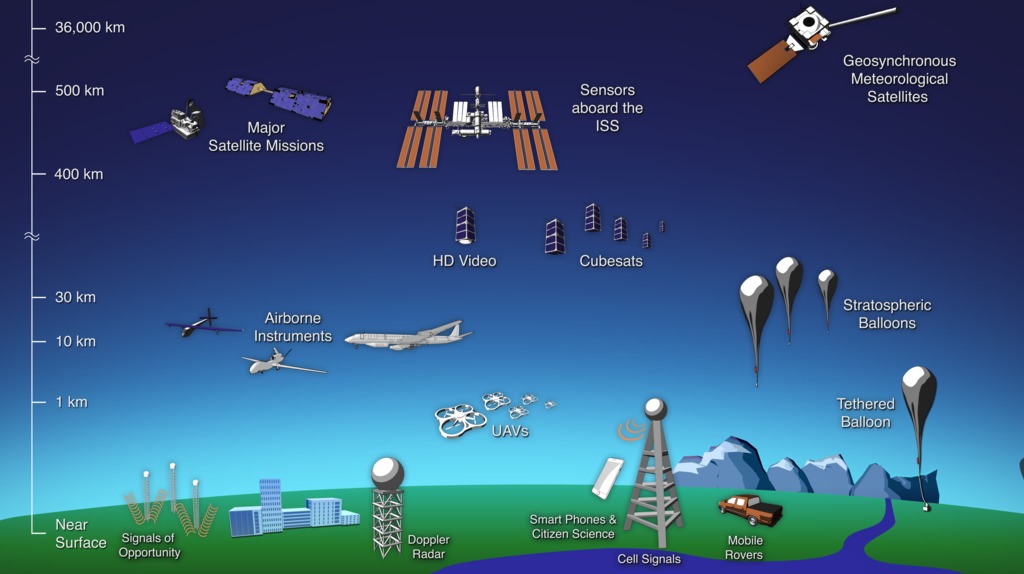 36,000 km
500 km
400 km
30 km
10 km
1 km
Near
Surface
Geosynchronous
Meteorological
Satellites
Major
Satellite Missions
Sensors
aboard the
ISS
HD Video
Cubesats
Airborne
Instruments
Stratospheric
Balloons
UAVs
Tethered
Balloon
Signals of
Opportunity
Doppler
Radar
Smart Phones &
Citizen Science
Cell Signals
Mobile
Rovers